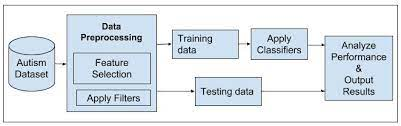 Autism
Dataset
Data
Preprocessing
Feature
Selection
Apply Filters
Training
data
Testing data
Apply
Classifiers
Analyze
Performance
&
Output
Results